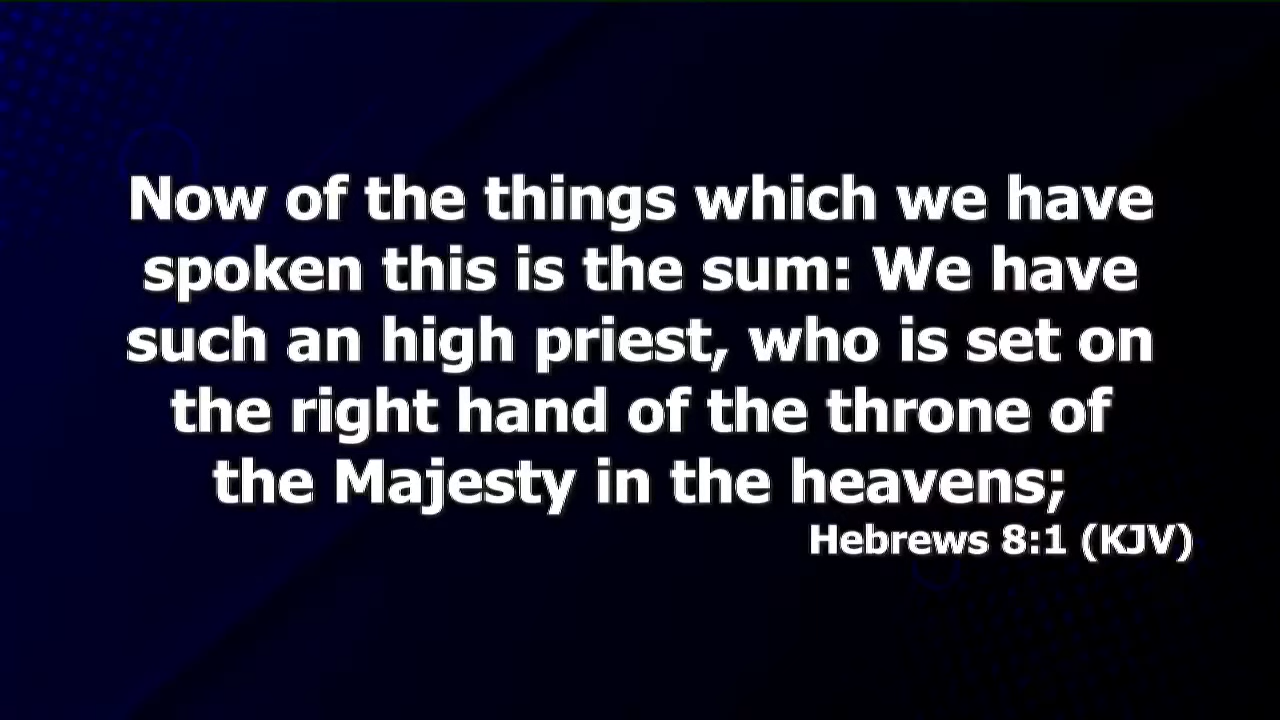 Now of the things which we have
spoken this is the sum: We have
such an high priest, who is set on
the right hand of the throne of
the Majesty in the heavens;
Hebrews 8:1 (KJV)